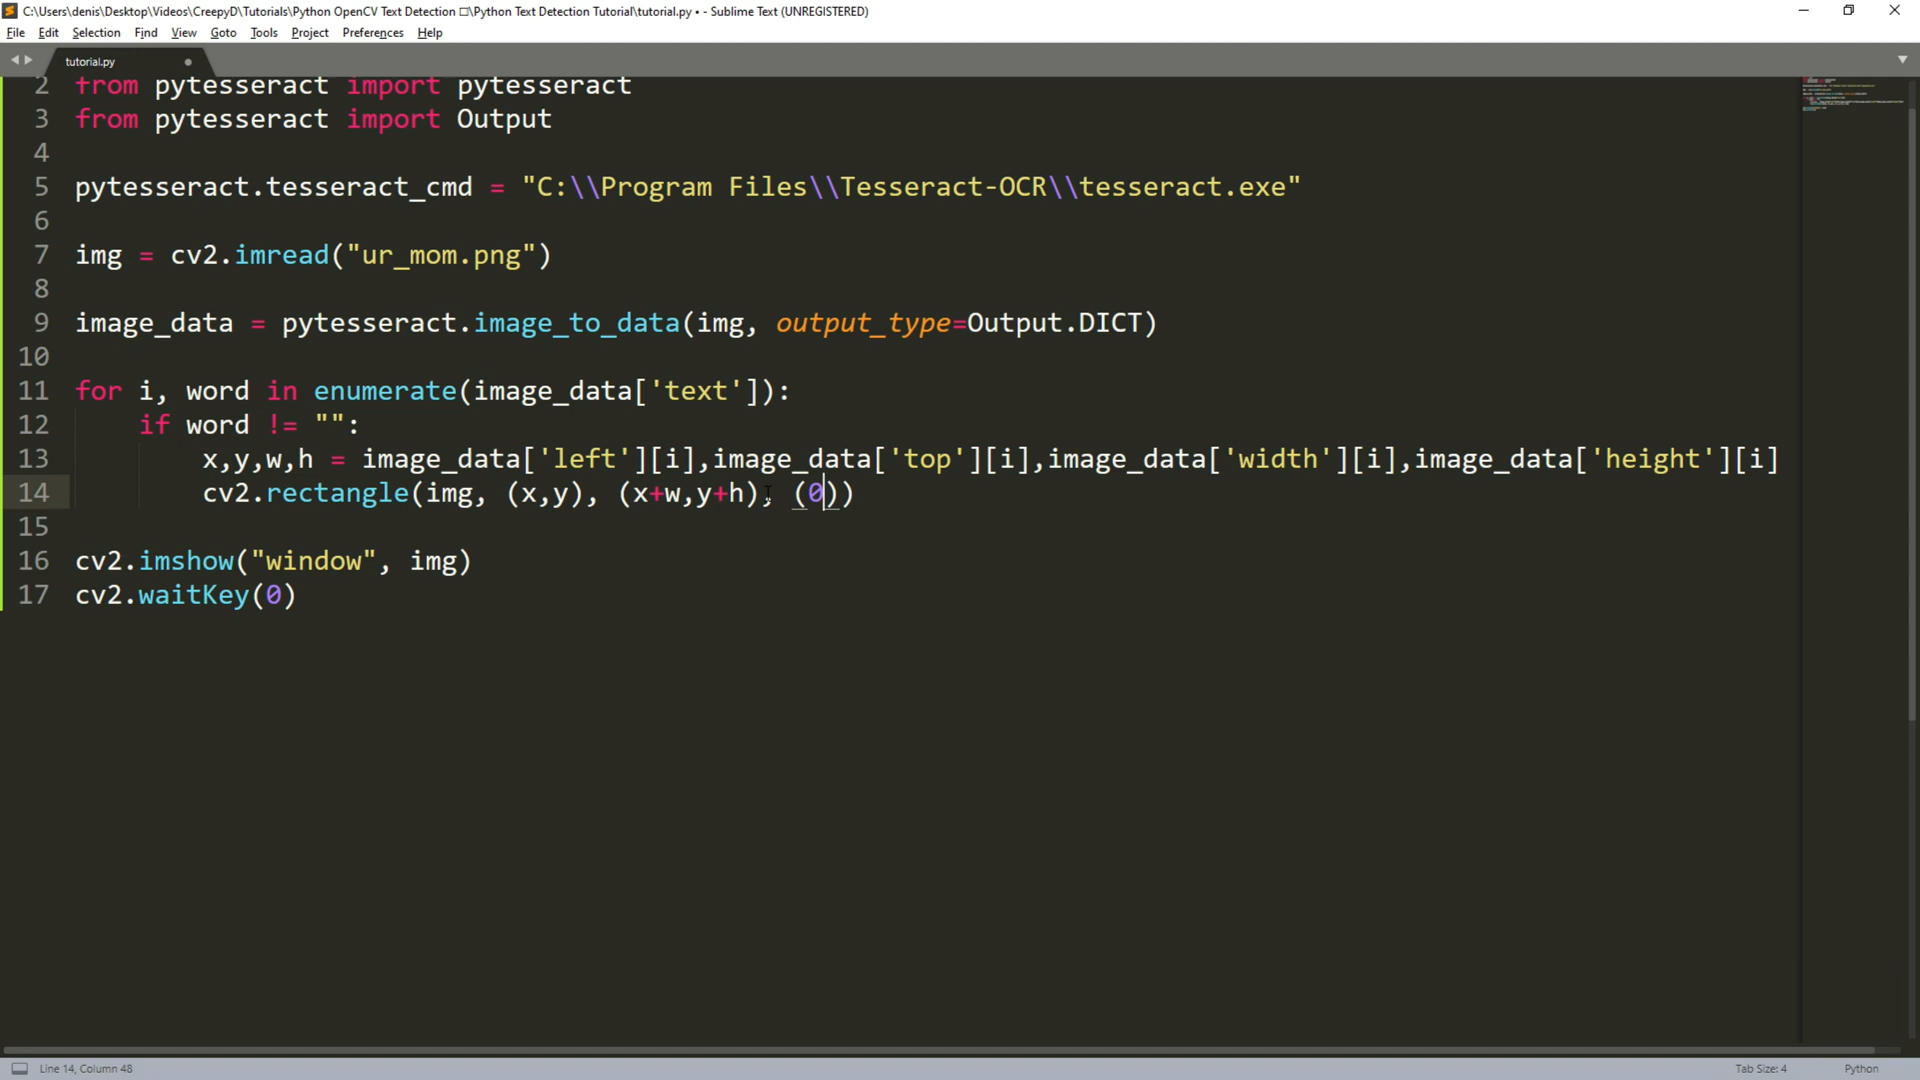 C:\Users\denis\Desktop\Videos\CreepyD\Tutorials\Python OpenCV Text Detection □\Python Text Detection Tutorial\tutorial.py • - Sublime Text (UNREGISTERED)
File Edit Selection Find View Goto Tools Project Preferences Help
tutorial.py
2 from pytesseract import pytesseract
3 from pytesseract import Output
4
5 pytesseract.tesseract_cmd = "C:\\Program Files\\Tesseract-OCR\\tesseract.exe"
6
7 img = cv2.imread("ur_mom.png")
8
9 image_data = pytesseract.image_to_data(img, output_type=Output.DICT)
10
11 for i, word in enumerate(image_data['text']):
12 if word != "":
13 x,y,w,h = image_data['left'][i],image_data['top'][i],image_data['width'][i],image_data['height'][i]
14 cv2.rectangle(img, (x,y), (x+w,y+h), (0))
15
16 cv2.imshow("window", img)
17 cv2.waitKey(0)
Line 14, Column 48 Tab Size: 4 Python